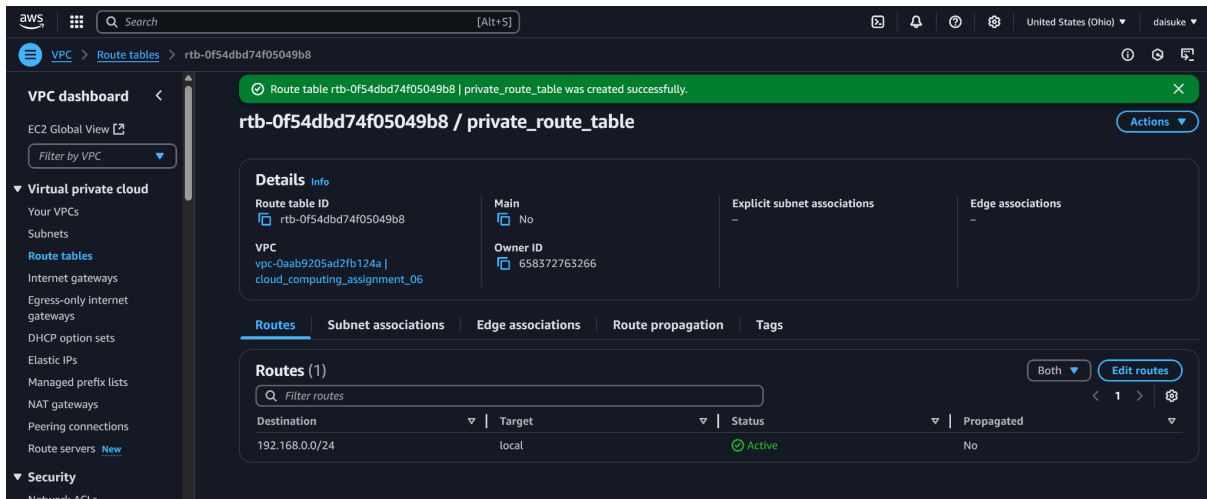 aws
Search [Alt+S] United States (Ohio) daisuke
VPC > Route tables > rtb-0f54dbd74f05049b8
VPC dashboard
EC2 Global View
Filter by VPC
Virtual private cloud
Your VPCs
Subnets
Route tables
Internet gateways
Egress-only internet
gateways
DHCP option sets
Elastic IPs
Managed prefix lists
NAT gateways
Peering connections
Route servers New
Security
Network ACLs
Route table rtb-0f54dbd74f05049b8 | private_route_table was created successfully.
rtb-0f54dbd74f05049b8 / private_route_table
Actions
Details Info
Route table ID
rtb-0f54dbd74f05049b8
Main
No
Explicit subnet associations
–
Edge associations
–
VPC
vpc-0aab9205ad2fb124a |
cloud_computing_assignment_06
Owner ID
658372763266
Routes Subnet associations Edge associations Route propagation Tags
Routes (1)
Both Edit routes
Filter routes
< 1 >
Destination Target Status Propagated
192.168.0.0/24 local Active No